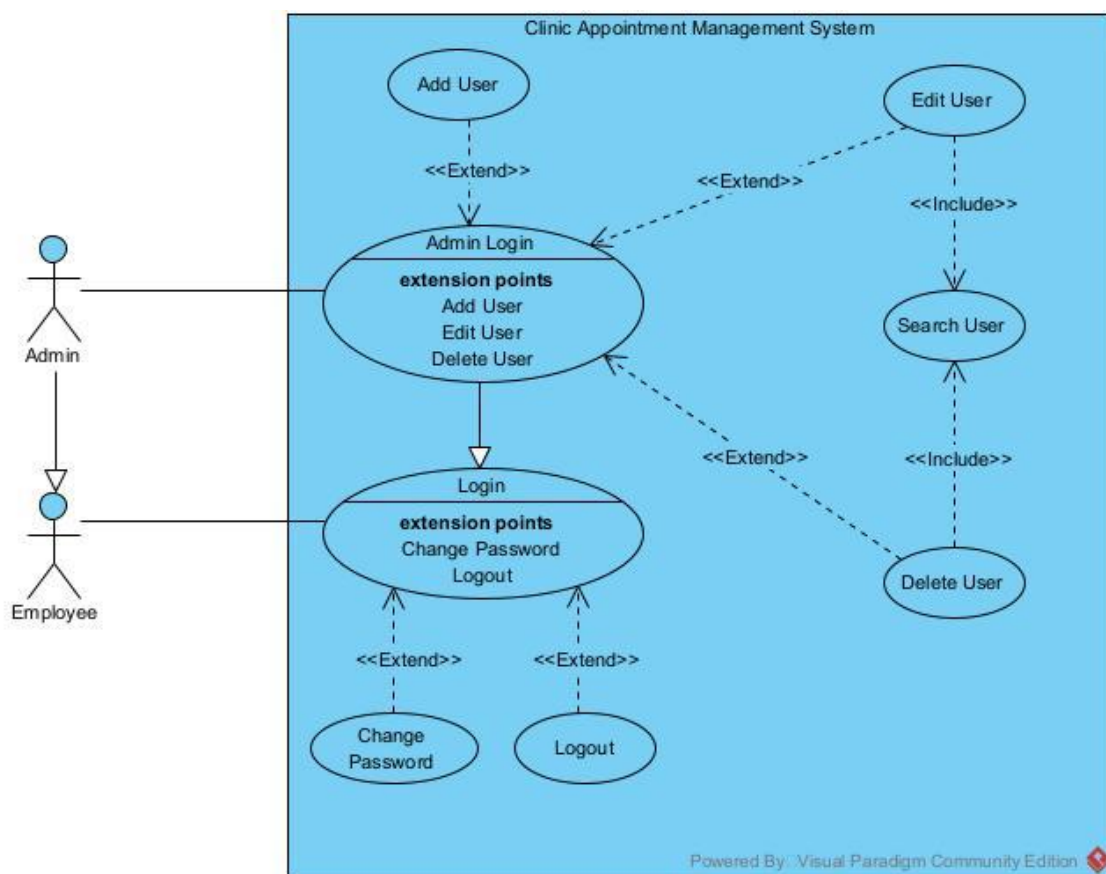 Clinic Appointment Management System
Add User
Edit User
<<Extend>>
<<Extend>>
<<Include>>
Admin Login
extension points
Add User
Edit User
Delete User
Search User
Admin
<<Extend>>
<<Include>>
Login
extension points
Change Password
Logout
Delete User
Employee
<<Extend>>
<<Extend>>
Change
Password
Logout
Powered By Visual Paradigm Community Edition